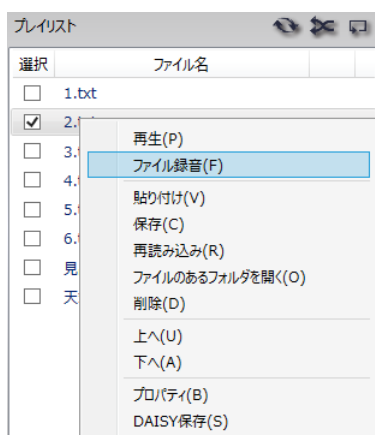 プレイリスト
選択 ファイル名
1.txt
2.
3.
4.
5.
6.
見
天
再生(P)
ファイル録音(F)
貼り付け(V)
保存(C)
再読み込み(R)
ファイルのあるフォルダを開く(O)
削除(D)
上へ(U)
下へ(A)
プロパティ(B)
DAISY保存(S)